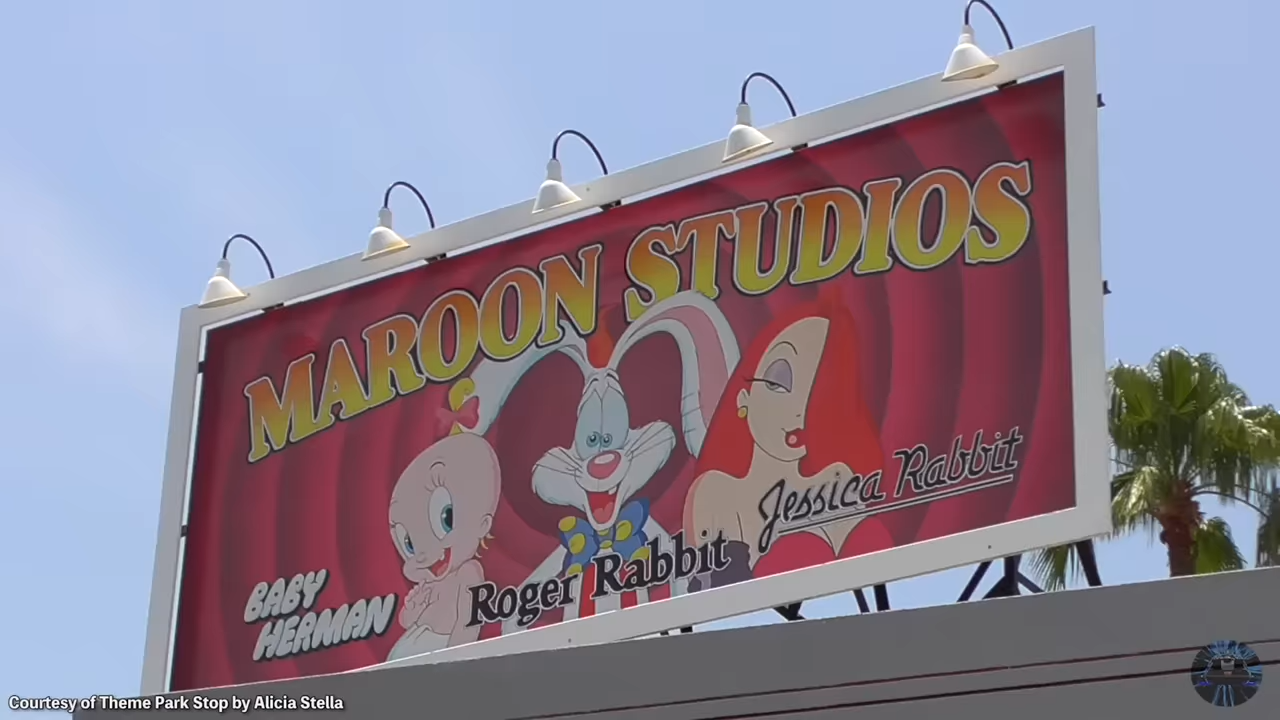 MAROON STUDIOS
BABY
HERMAN
Roger Rabbit
Jessica Rabbit
Courtesy of Theme Park Stop by Alicia Stella